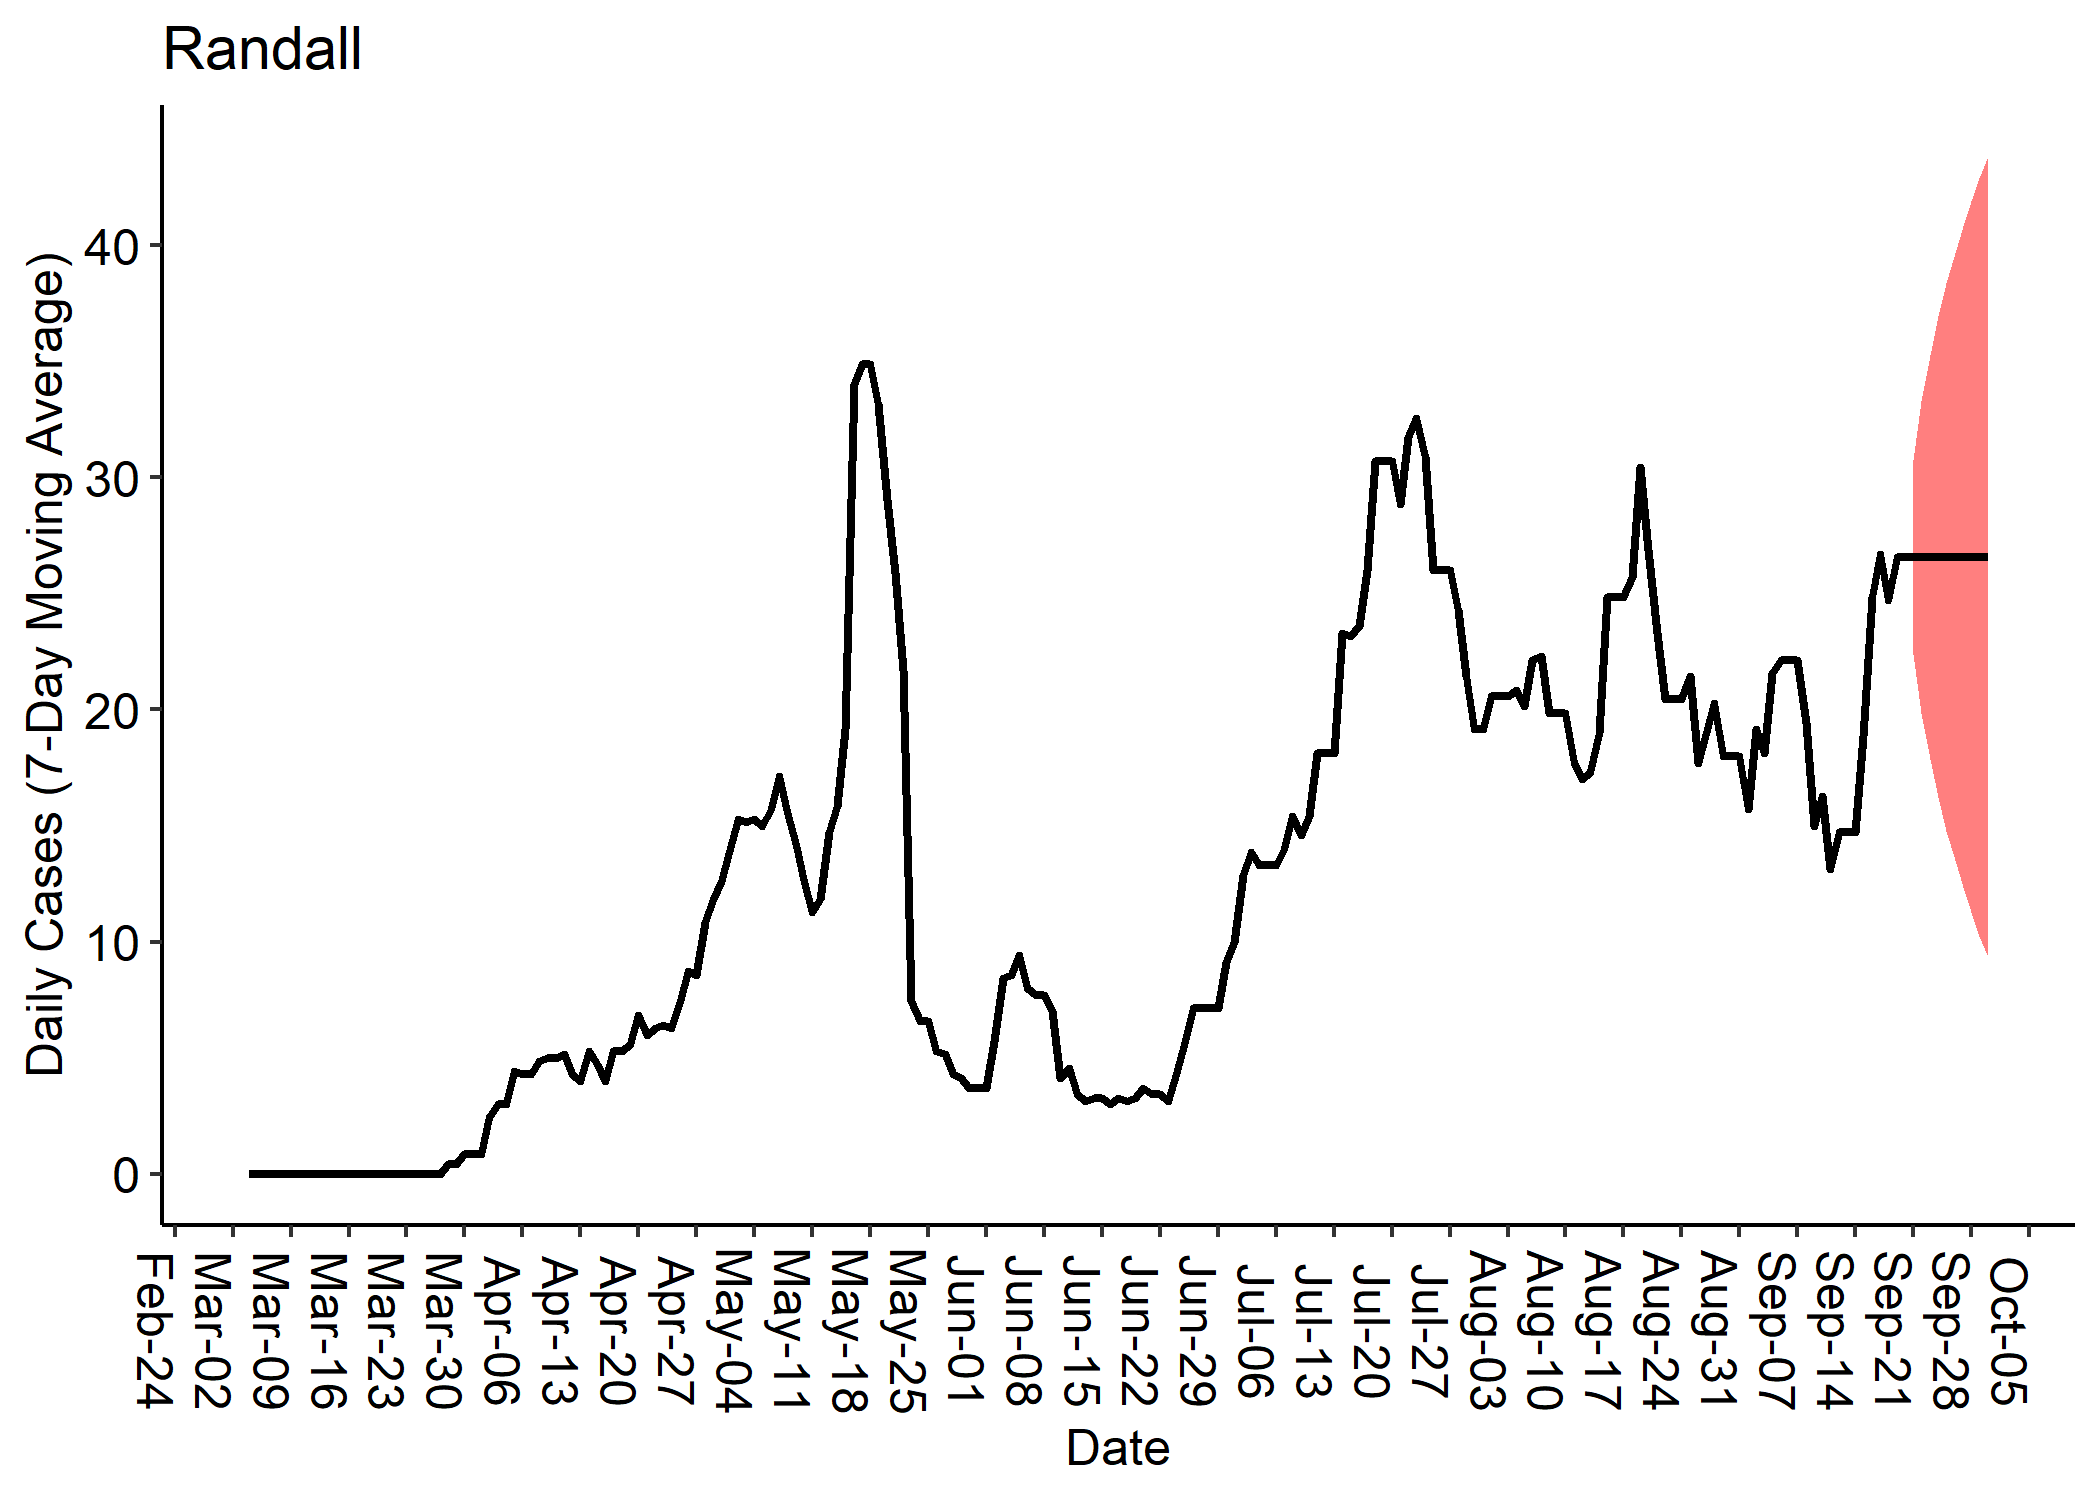 Randall
Daily Cases (7-Day Moving Average)
40
30
20
10
0
Feb-24
Mar-02
Mar-09
Mar-16
Mar-23
Mar-30
Apr-06
Apr-13
Apr-20
Apr-27
May-04
May-11
May-18
May-25
Jun-01
Jun-08
Jun-15
Jun-22
Jun-29
Jul-06
Jul-13
Jul-20
Jul-27
Aug-03
Aug-10
Aug-17
Aug-24
Aug-31
Sep-07
Sep-14
Sep-21
Sep-28
Oct-05
Date